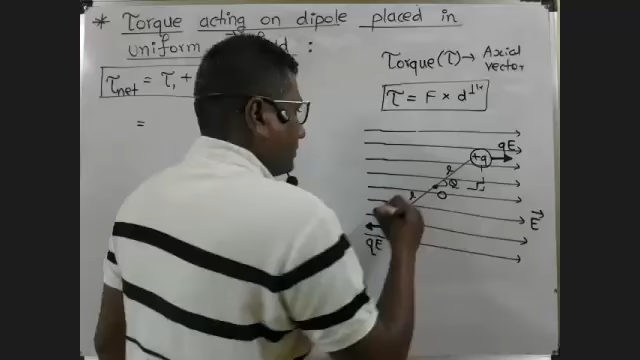 * Torque acting on dipole placed in
uniform
:
Torque (τ) → Axial
vector
τ = F × d
τnet = τ1 +
=
qE
+q
l
θ
O
l
E
qE